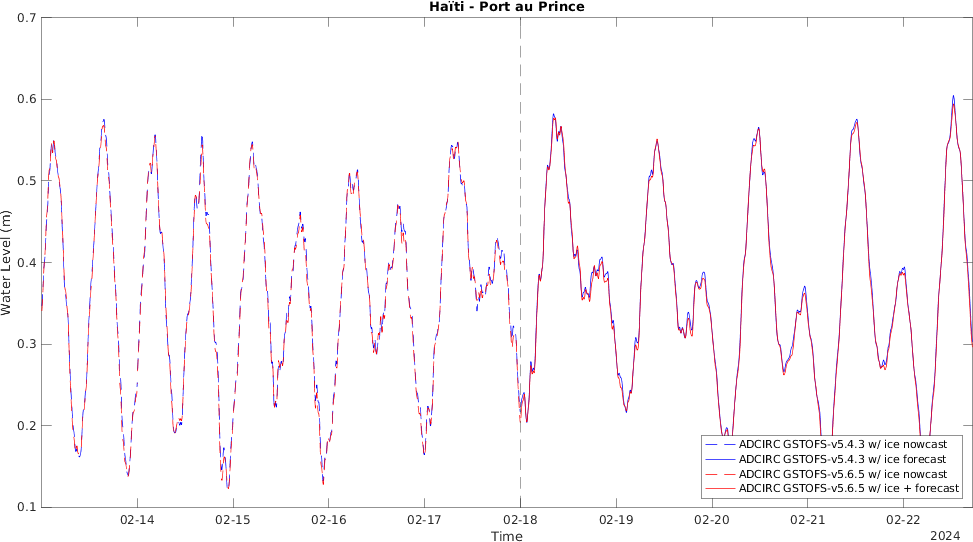 Haïti - Port au Prince
0.7
0.6
0.5
0.4
0.3
0.2
0.1
Water Level (m)
02-14 02-15 02-16 02-17 02-18 02-19 02-20 02-21 02-22
Time
2024
ADCIRC GSTOFS-v5.4.3 w/ ice nowcast
ADCIRC GSTOFS-v5.4.3 w/ ice forecast
ADCIRC GSTOFS-v5.6.5 w/ ice nowcast
ADCIRC GSTOFS-v5.6.5 w/ ice + forecast